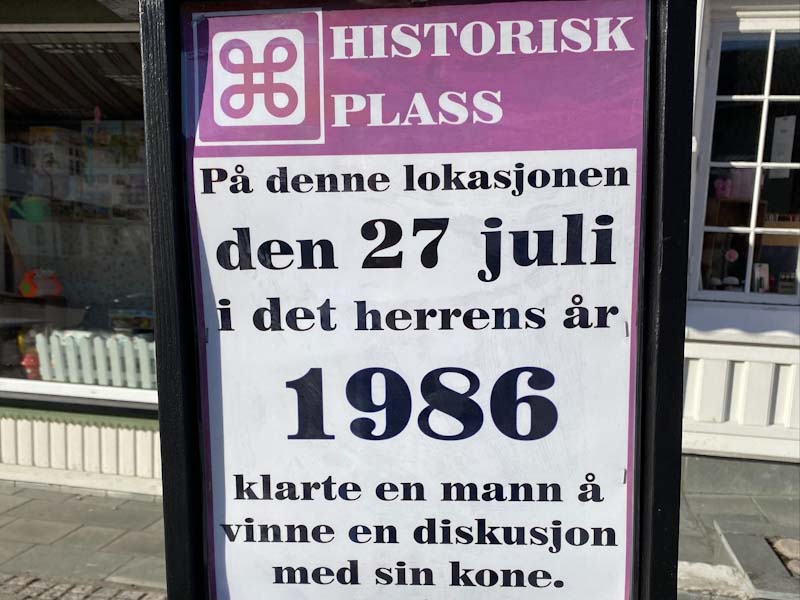 HISTORISK
PLASS
På denne lokasjonen
den 27 juli
i det herrens år
1986
klarte en mann å
vinne en diskusjon
med sin kone.